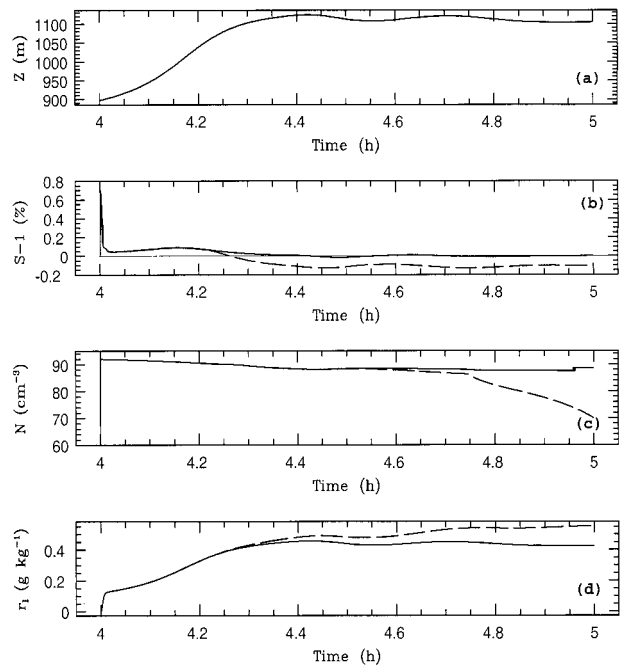 1100
1050
1000
950
900
Z (m)
(a)
4 4.2 4.4 4.6 4.8 5
Time (h)
0.8
0.6
0.4
0.2
0
-0.2
S-1 (%)
(b)
4 4.2 4.4 4.6 4.8 5
Time (h)
90
80
70
60
N (cm⁻³)
(c)
4 4.2 4.4 4.6 4.8 5
Time (h)
0.4
0.2
0
r₁ (g kg⁻¹)
(d)
4 4.2 4.4 4.6 4.8 5
Time (h)